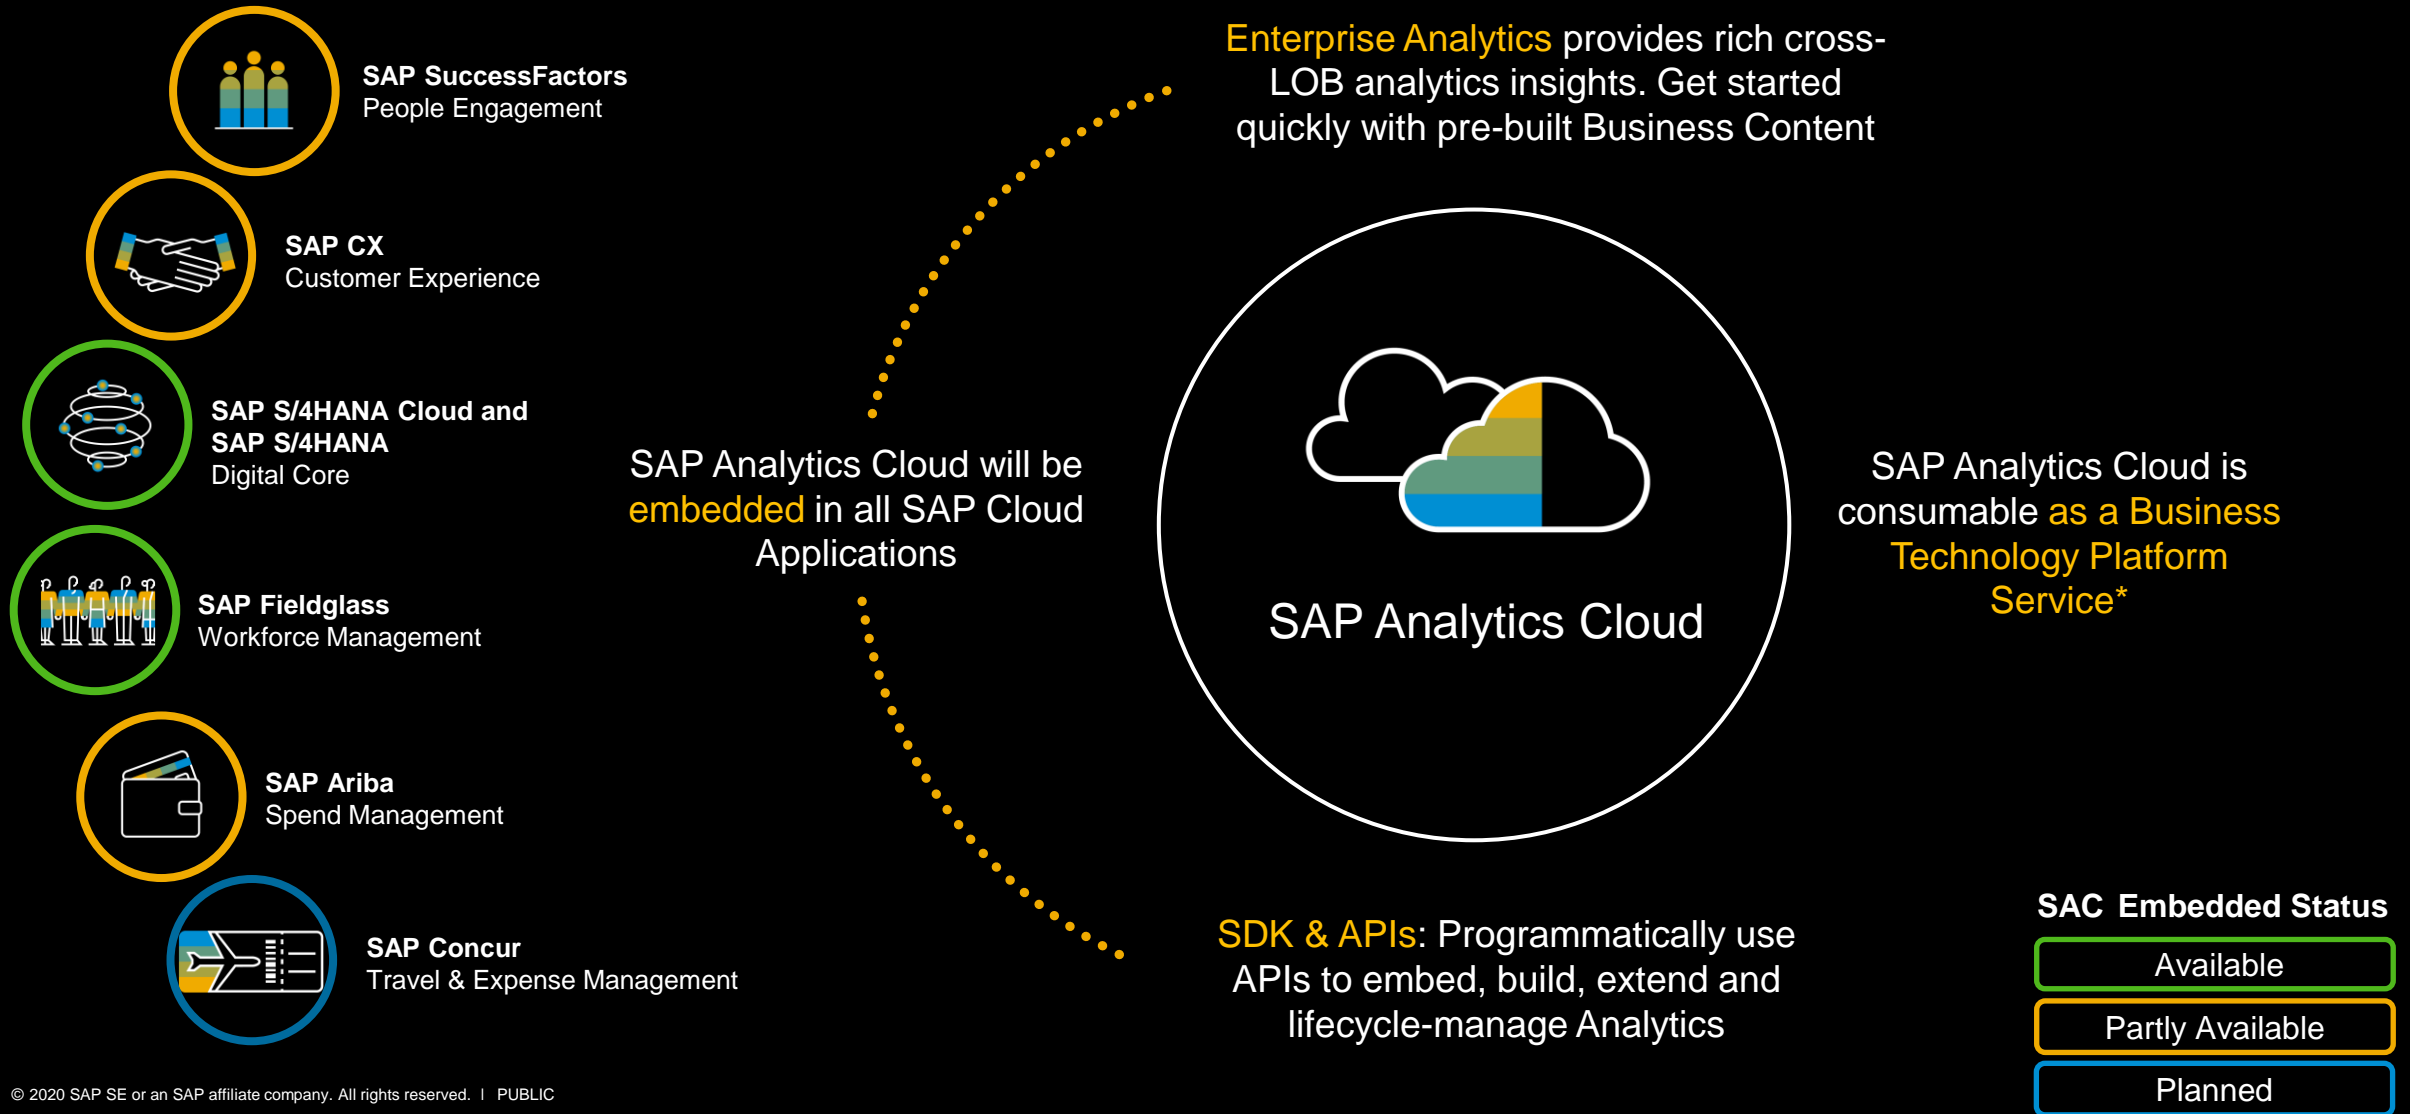 SAP SuccessFactors
People Engagement
SAP CX
Customer Experience
SAP S/4HANA Cloud and
SAP S/4HANA
Digital Core
SAP Fieldglass
Workforce Management
SAP Ariba
Spend Management
SAP Concur
Travel & Expense Management
SAP Analytics Cloud will be
embedded in all SAP Cloud
Applications
Enterprise Analytics provides rich cross-
LOB analytics insights. Get started
quickly with pre-built Business Content
SAP Analytics Cloud
SAP Analytics Cloud is
consumable as a Business
Technology Platform
Service*
SDK & APIs: Programmatically use
APIs to embed, build, extend and
lifecycle-manage Analytics
SAC Embedded Status
Available
Partly Available
Planned
© 2020 SAP SE or an SAP affiliate company. All rights reserved. ǀ PUBLIC